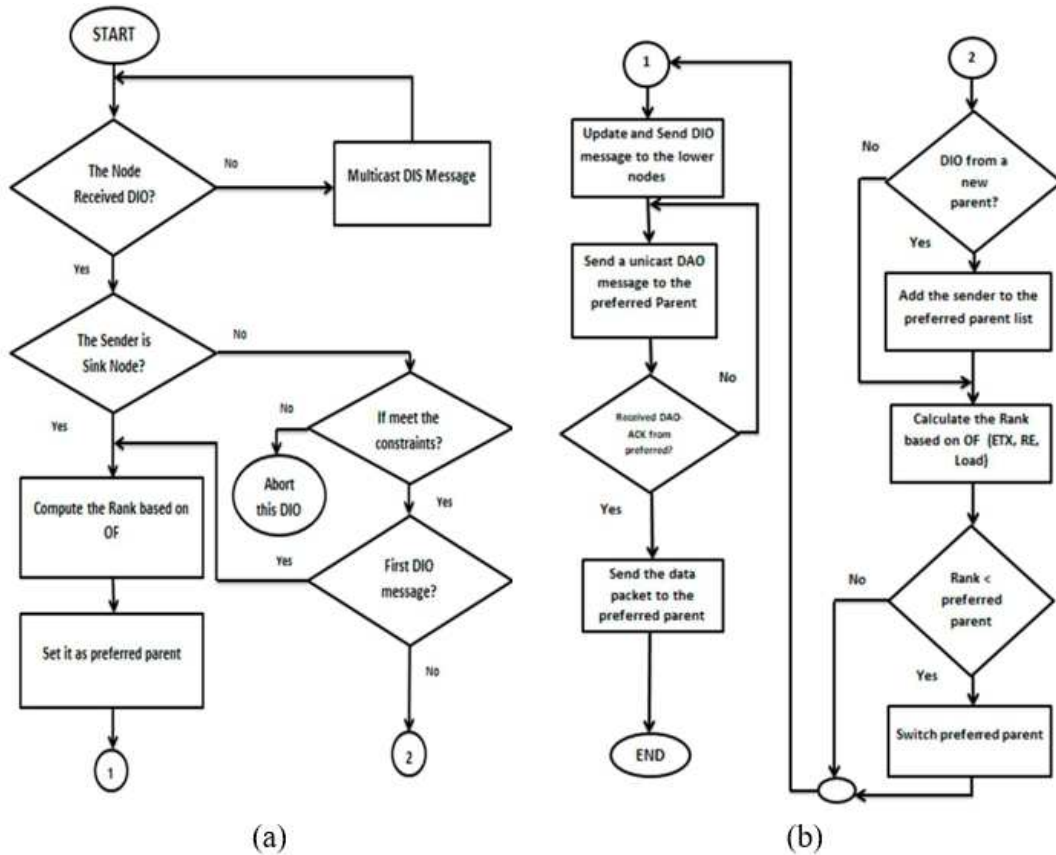 START
The Node
Received DIO?
No
Multicast DIS Message
Yes
The Sender is
Sink Node?
No
Yes
If meet the
constraints?
No
Abort
this DIO
Yes
Compute the Rank based on
OF
First DIO
message?
Yes
Set it as preferred parent
No
1
2
(a)
1
Update and Send DIO
message to the lower
nodes
Send a unicast DAO
message to the
preferred Parent
No
Received DAO-
ACK from
preferred?
Yes
Send the data
packet to the
preferred parent
END
2
No
DIO from a
new
parent?
Yes
Add the sender to the
preferred parent list
Calculate the Rank
based on OF (ETX, RE,
Load)
No
Rank <
preferred
parent
Yes
Switch preferred parent
(b)